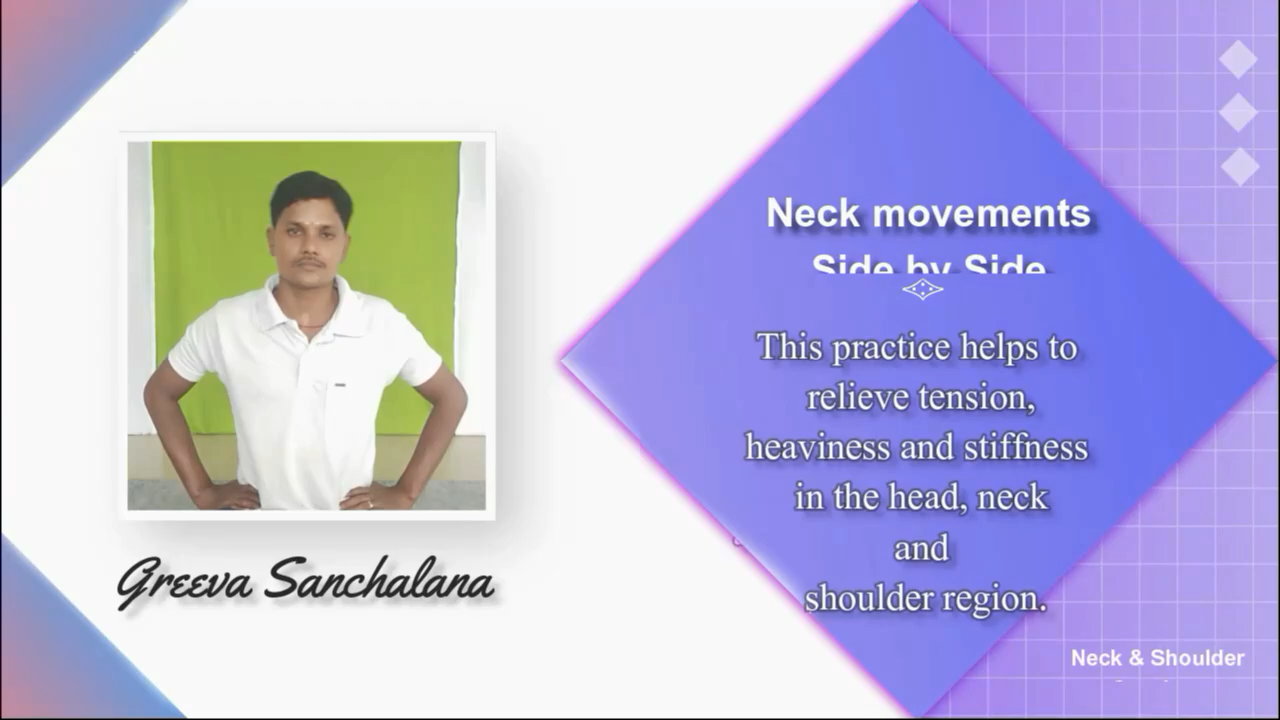 Greeva Sanchalana
Neck movements
Side by Side
This practice helps to
relieve tension,
heaviness and stiffness
in the head, neck
and
shoulder region.
Neck & Shoulder